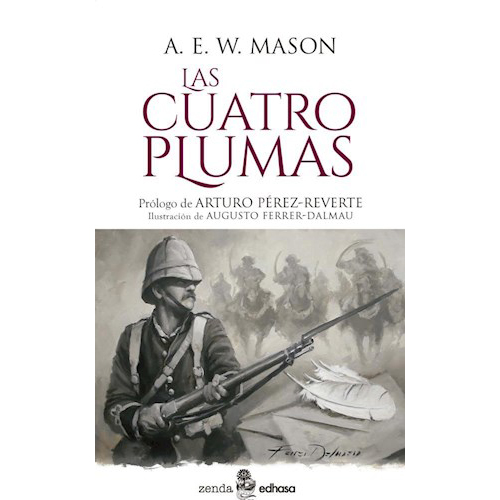 A. E. W. MASON
LAS
CUATRO
PLUMAS
Prólogo de ARTURO PÉREZ-REVERTE
Ilustración de AUGUSTO FERRER-DALMAU
Ferrer-Dalmau
zenda edhasa